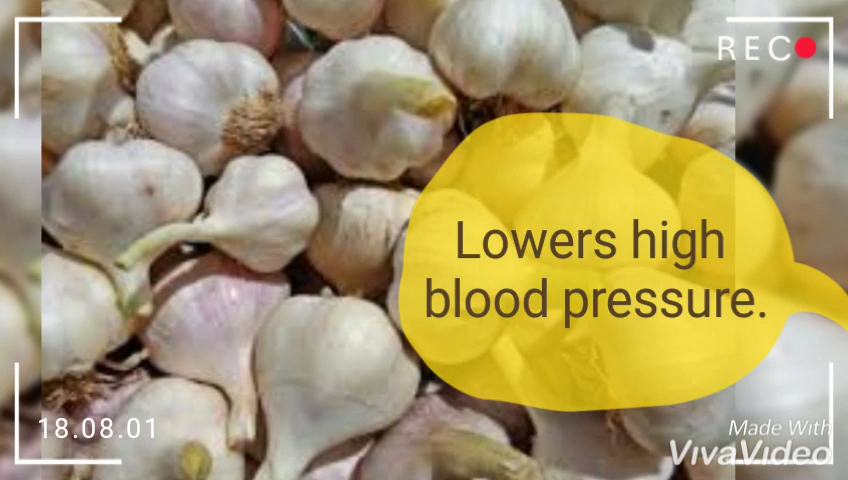 REC
Lowers high
blood pressure.
18.08.01
Made With
VivaVideo